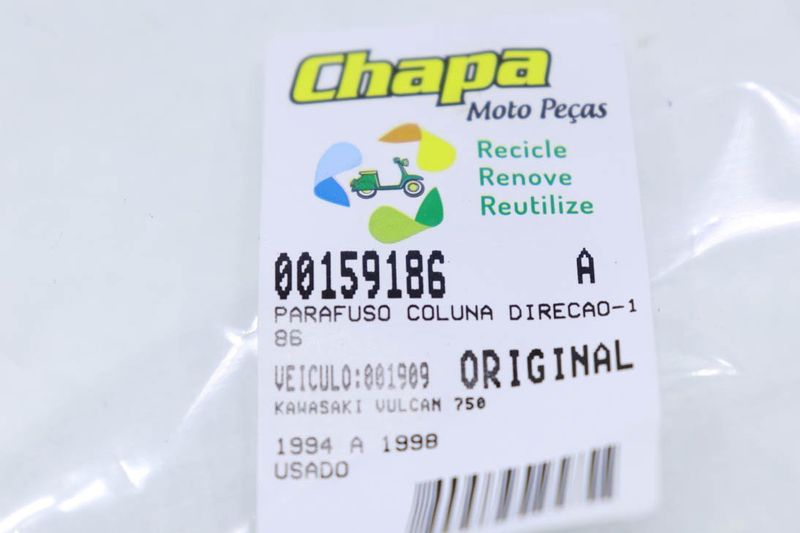 Chapa
Moto Peças
Recicle
Renove
Reutilize
00159186 A
PARAFUSO COLUNA DIRECAO-1
86
VEICULO:001909 ORIGINAL
KAWASAKI VULCAN 750
1994 A 1998
USADO